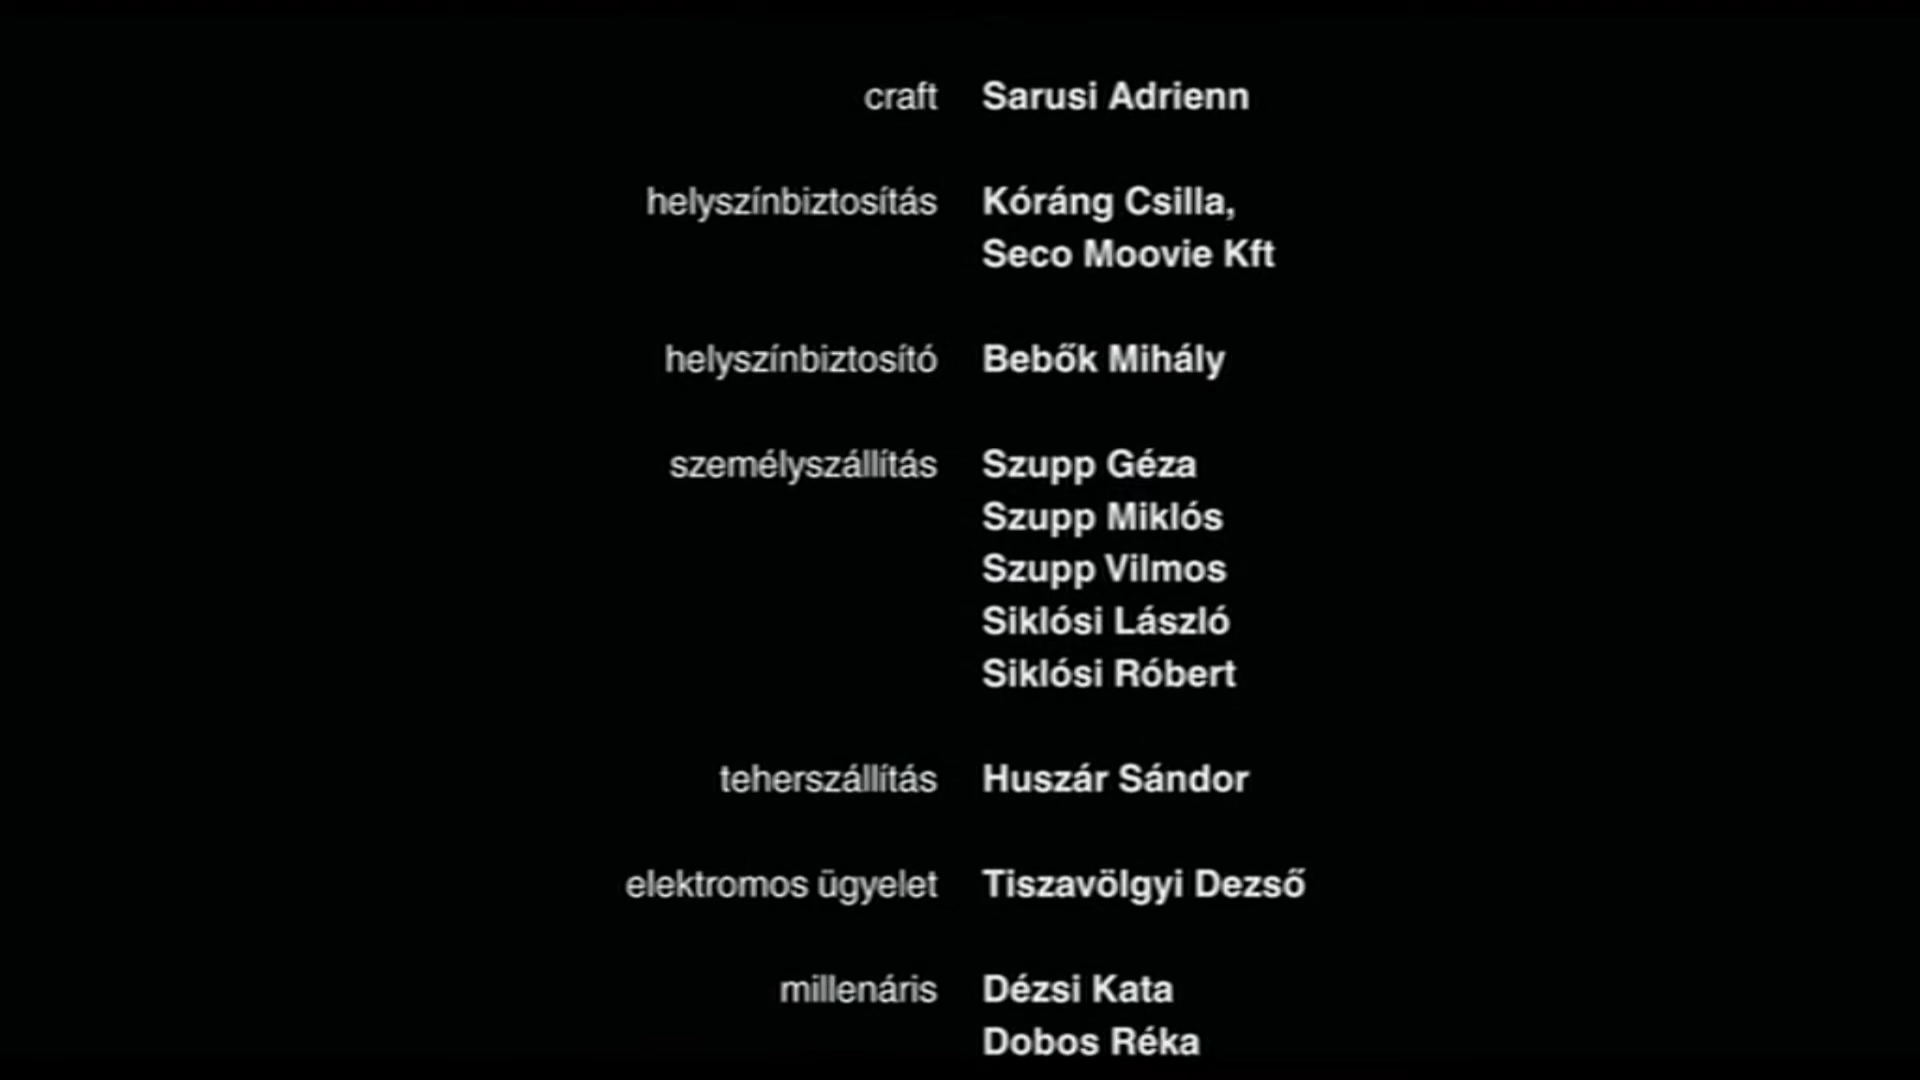 craft Sarusi Adrienn
helyszínbiztosítás Kóráng Csilla,
Seco Moovie Kft
helyszínbiztosító Bebők Mihály
személyszállítás Szupp Géza
Szupp Miklós
Szupp Vilmos
Siklósi László
Siklósi Róbert
teherszállítás Huszár Sándor
elektromos ügyelet Tiszavölgyi Dezső
millenáris Dézsi Kata
Dobos Réka